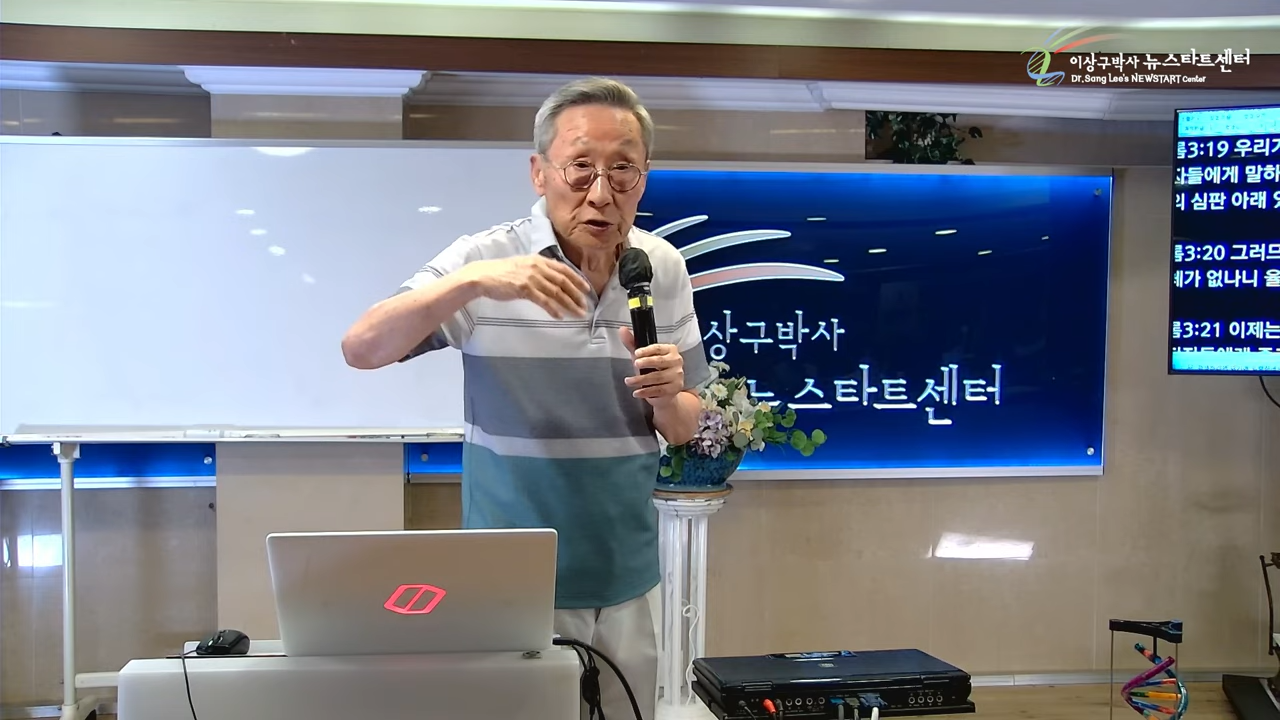 이상구박사 뉴스타트센터
Dr. Sang Lee's NEWSTART Center
3:19 우리가
자들에게 말하
의 심판 아래
3:20 그러므
체가 없나니 율
3:21 이제는
상구박사
뉴스타트센터